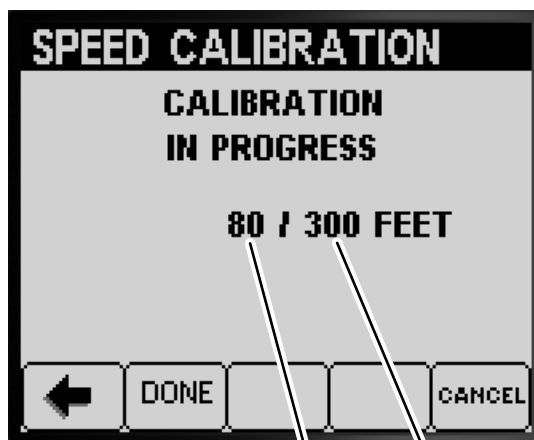 SPEED CALIBRATION
CALIBRATION
IN PROGRESS
80 / 300 FEET
DONE
CANCEL